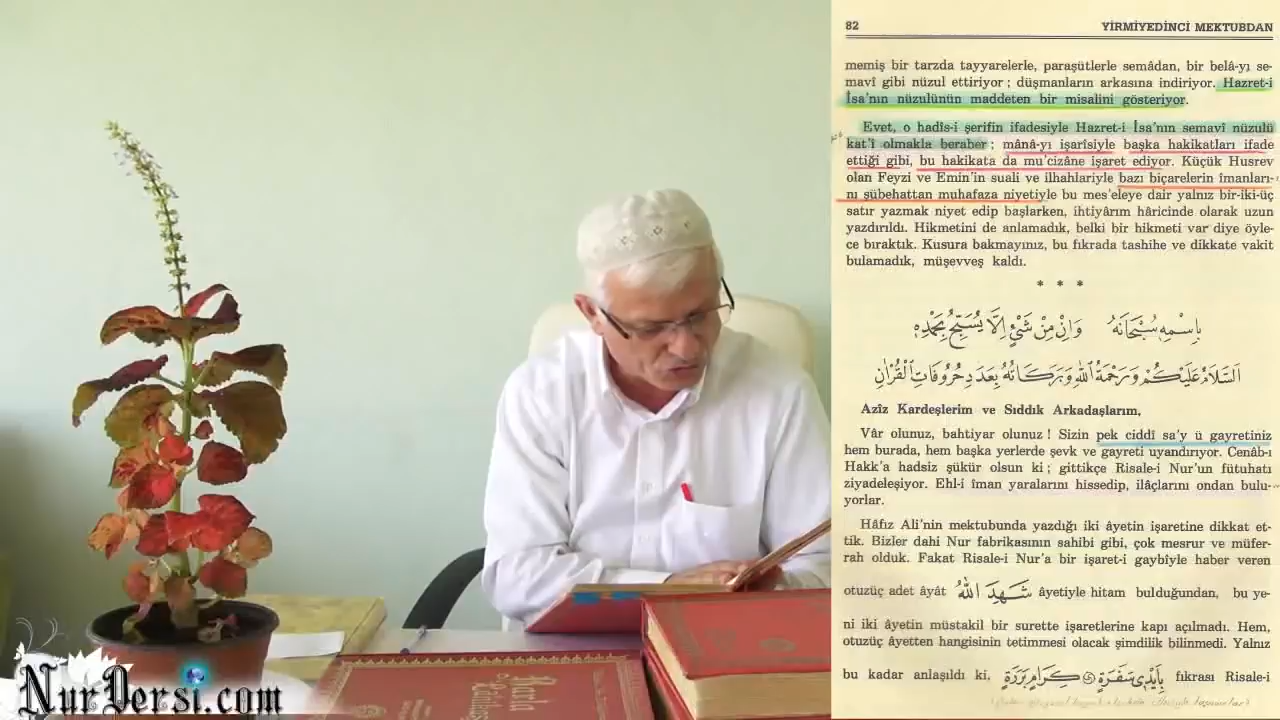 82 YİRMİYEDİNCİ MEKTUBDAN
memiş bir tarzda tayyarelerle, paraşütlerle semâdan, bir belâ-yı se-
mavî gibi nüzul ettiriyor ; düşmanların arkasına indiriyor. Hazret-i
İsa'nın nüzulünün maddeten bir misalini gösteriyor.
Evet, o hadîs-i şerifin ifadesiyle Hazret-i İsa'nın semavî nüzulü
kat'î olmakla beraber ; mânâ-yı işarîsiyle başka hakikatları ifade
ettiği gibi, bu hakikata da mu'cizâne işaret ediyor. Küçük Husrev
olan Feyzi ve Emin'in suali ve ilhahlariyle bazı biçarelerin îmanları-
nı sübehattan muhafaza niyetiyle bu mes'eleye dair yalnız bir-iki-üç
satır yazmak niyet edip başlarken, ihtiyârım hâricinde olarak uzun
yazdırıldı. Hikmetini de anlamadık, belki bir hikmeti var diye öyle-
ce bıraktık. Kusura bakmayınız, bu fıkrada tashihe ve dikkate vakit
bulamadık, müşevveş kaldı.
* * *
بِاسْمِهِ سُبْحَانَهُ وَاِنْ مِنْ شَيْءٍ اِلَّا يُسَبِّحُ بِحَمْدِهِ
اَلسَّلَامُ عَلَيْكُمْ وَرَحْمَةُ اللّٰهِ وَبَرَكَاتُهُ بِعَدَدِ حُرُوفَاتِ الْقُرْاٰنِ
Azîz Kardeşlerim ve Sıddık Arkadaşlarım,
Vâr olunuz, bahtiyar olunuz ! Sizin pek ciddî sa'y ü gayretiniz
hem burada, hem başka yerlerde şevk ve gayreti uyandırıyor. Cenâb-ı
Hakk'a hadsiz şükür olsun ki ; gittikçe Risale-i Nur'un fütuhatı
ziyadeleşiyor. Ehl-i îman yaralarını hissedip, ilâçlarını ondan bulu-
yorlar.
Hâfız Ali'nin mektubunda yazdığı iki âyetin işaretine dikkat et-
tik. Bizler dahi Nur fabrikasının sahibi gibi, çok mesrur ve müfer-
rah olduk. Fakat Risale-i Nur'a bir işaret-i gaybîyle haber veren
otuzüç adet âyât شَهِدَ اللّٰهُ âyetiyle hitam bulduğundan, bu ye-
ni iki âyetin müstakil bir surette işaretlerine kapı açılmadı. Hem,
otuzüç âyetten hangisinin tetimmesi olacak şimdilik bilinmedi. Yalnız
bu kadar anlaşıldı ki, بِاَيْدِى سَفَرَةٍ كِرَامٍ بَرَرَةٍ fıkrası Risale-i
Barla
NurDersi.com